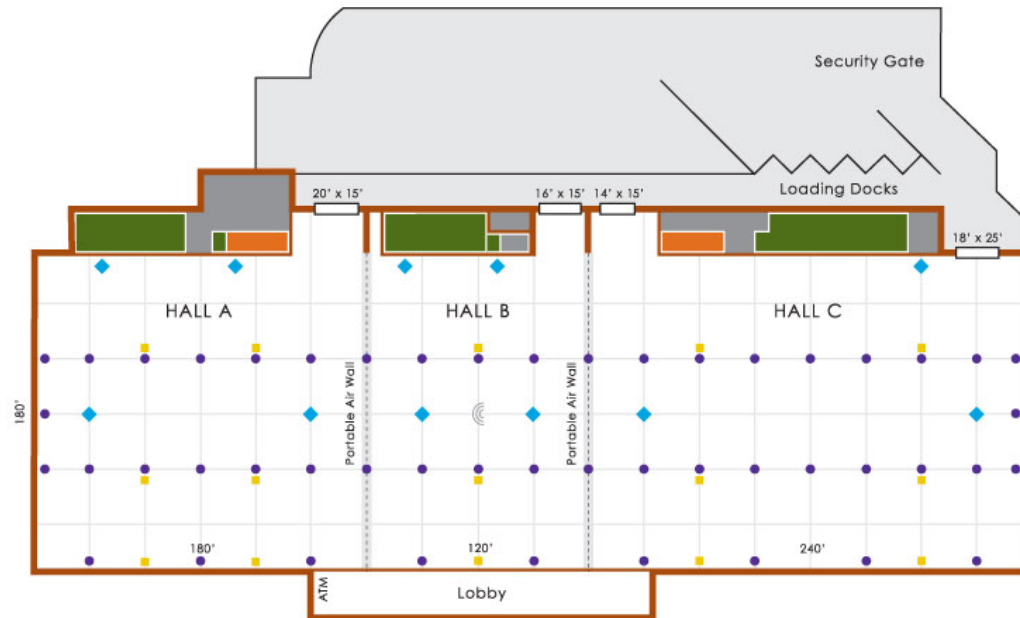 Security Gate
Loading Docks
20' x 15'
16' x 15'
14' x 15'
18' x 25'
HALL A
HALL B
HALL C
180'
Portable Air Wall
Portable Air Wall
180'
120'
240'
ATM
Lobby